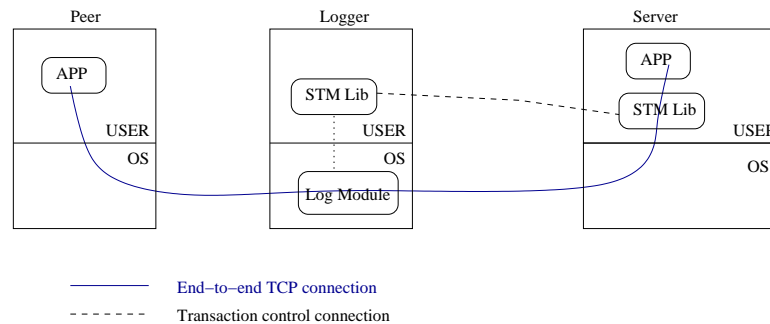 Peer
Logger
Server
APP
STM Lib
USER
OS
Log Module
USER
OS
APP
STM Lib
USER
OS
End−to−end TCP connection
Transaction control connection